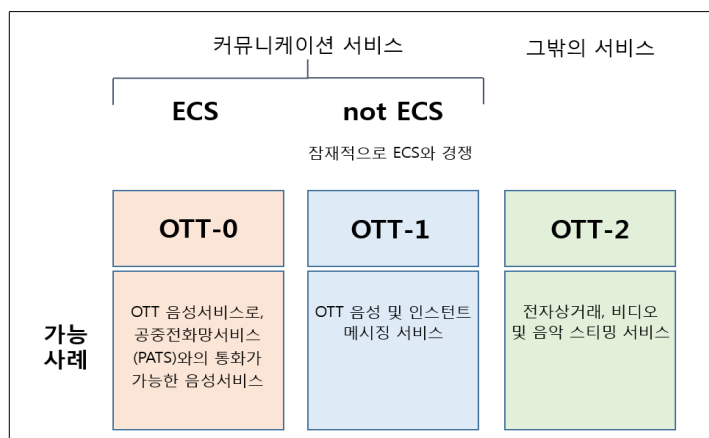 커뮤니케이션 서비스
그밖의 서비스
ECS
not ECS
잠재적으로 ECS와 경쟁
OTT-0
OTT-1
OTT-2
가능
사례
OTT 음성서비스로,
공중전화망서비스
(PATS)와의 통화가
가능한 음성서비스
OTT 음성 및 인스턴트
메시징 서비스
전자상거래, 비디오
및 음악 스티밍 서비스